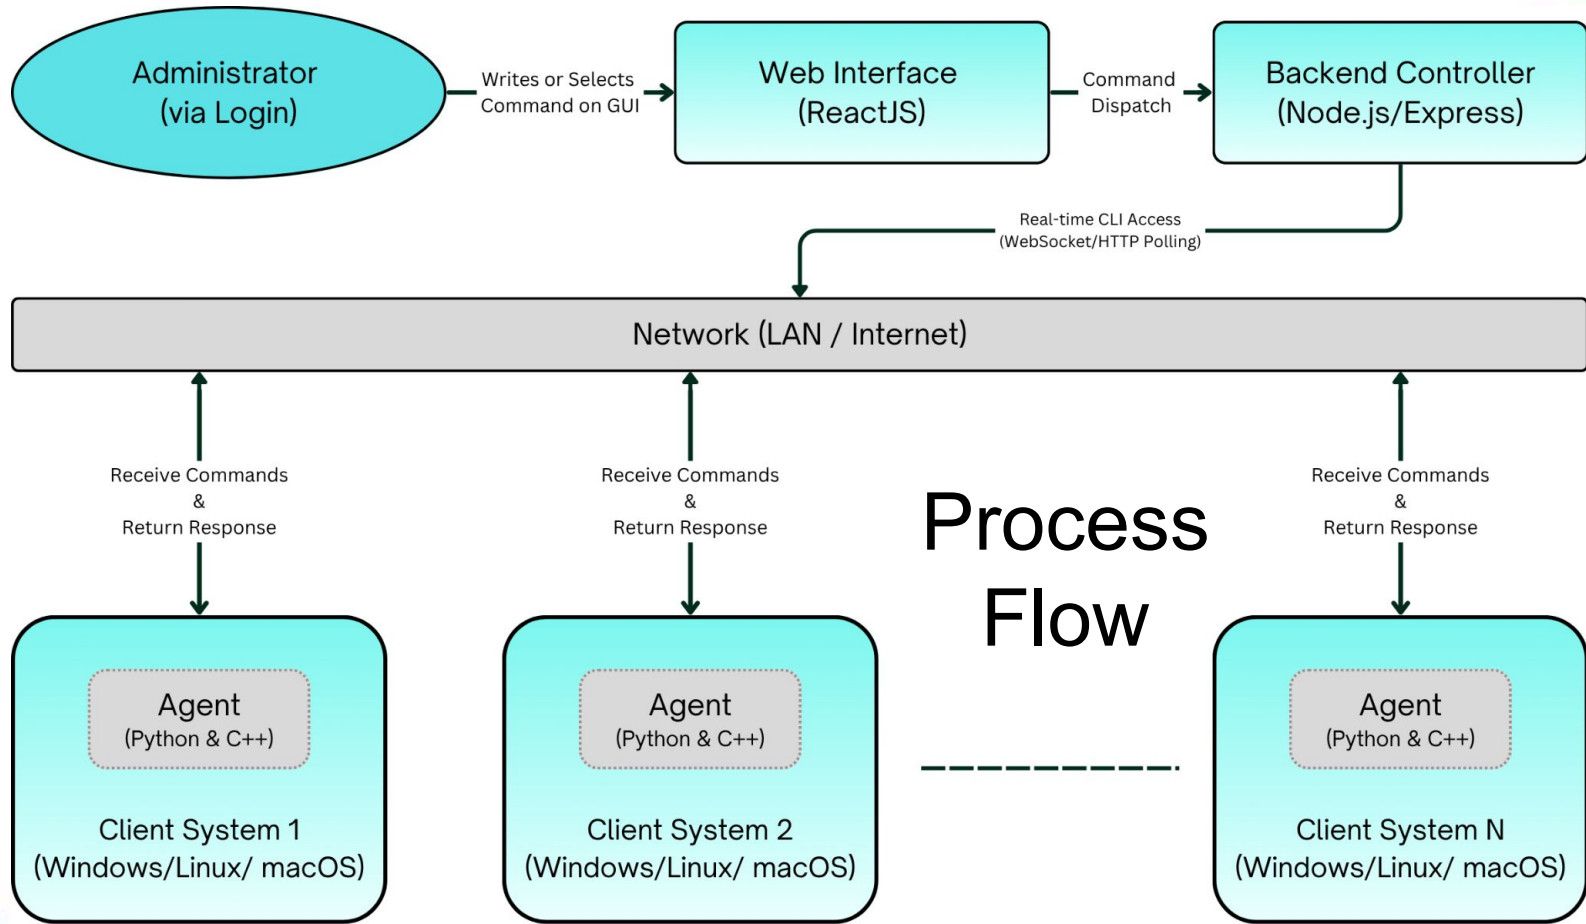 Administrator
(via Login)
Writes or Selects
Command on GUI
Web Interface
(ReactJS)
Command
Dispatch
Backend Controller
(Node.js/Express)
Real-time CLI Access
(WebSocket/HTTP Polling)
Network (LAN / Internet)
Receive Commands
&
Return Response
Receive Commands
&
Return Response
Receive Commands
&
Return Response
Process
Flow
Agent
(Python & C++)
Client System 1
(Windows/Linux/ macOS)
Agent
(Python & C++)
Client System 2
(Windows/Linux/ macOS)
Agent
(Python & C++)
Client System N
(Windows/Linux/ macOS)